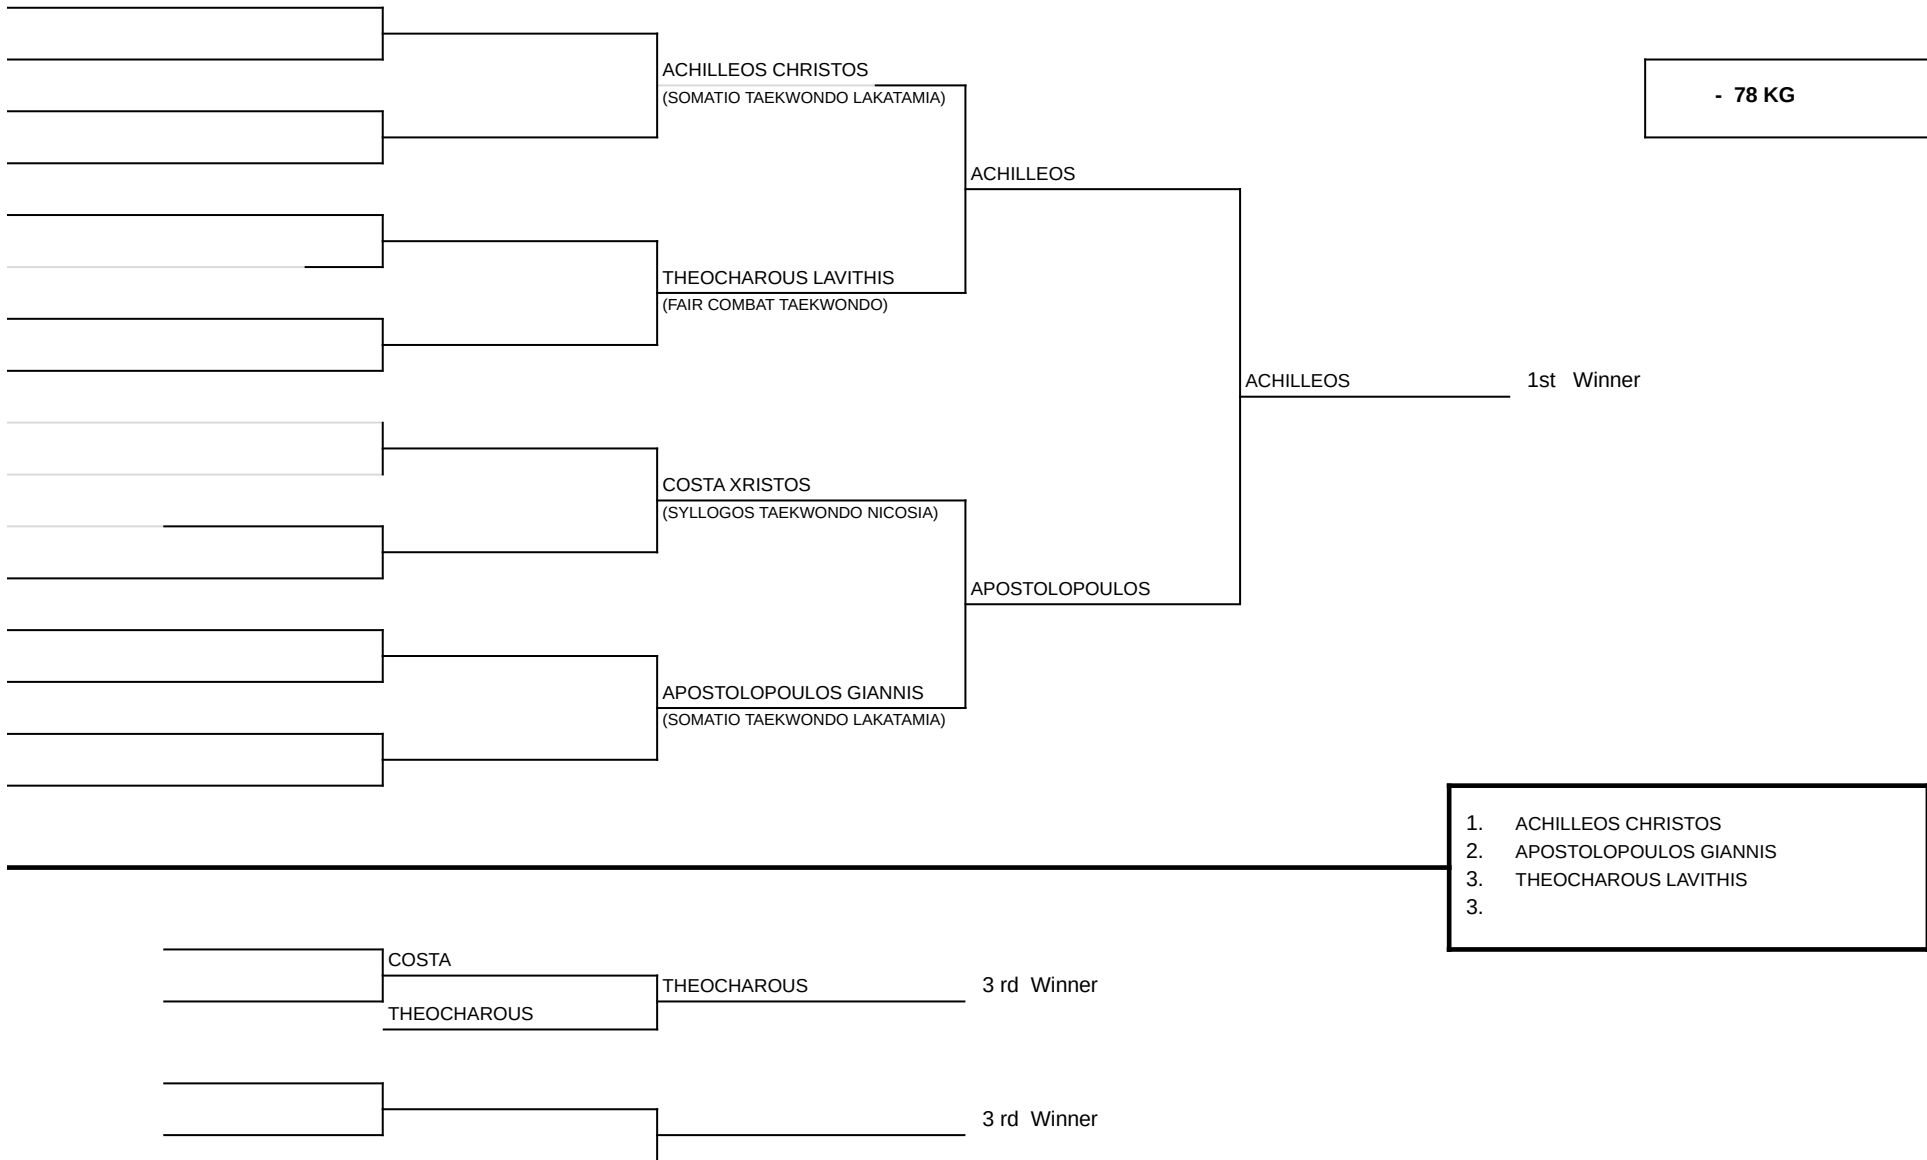 ACHILLEOS CHRISTOS
(SOMATIO TAEKWONDO LAKATAMIA)
- 78 KG
ACHILLEOS
THEOCHAROUS LAVITHIS
(FAIR COMBAT TAEKWONDO)
ACHILLEOS
1st Winner
COSTA XRISTOS
(SYLLOGOS TAEKWONDO NICOSIA)
APOSTOLOPOULOS
APOSTOLOPOULOS GIANNIS
(SOMATIO TAEKWONDO LAKATAMIA)
1. ACHILLEOS CHRISTOS
2. APOSTOLOPOULOS GIANNIS
3. THEOCHAROUS LAVITHIS
3.
COSTA
THEOCHAROUS
3 rd Winner
THEOCHAROUS
3 rd Winner